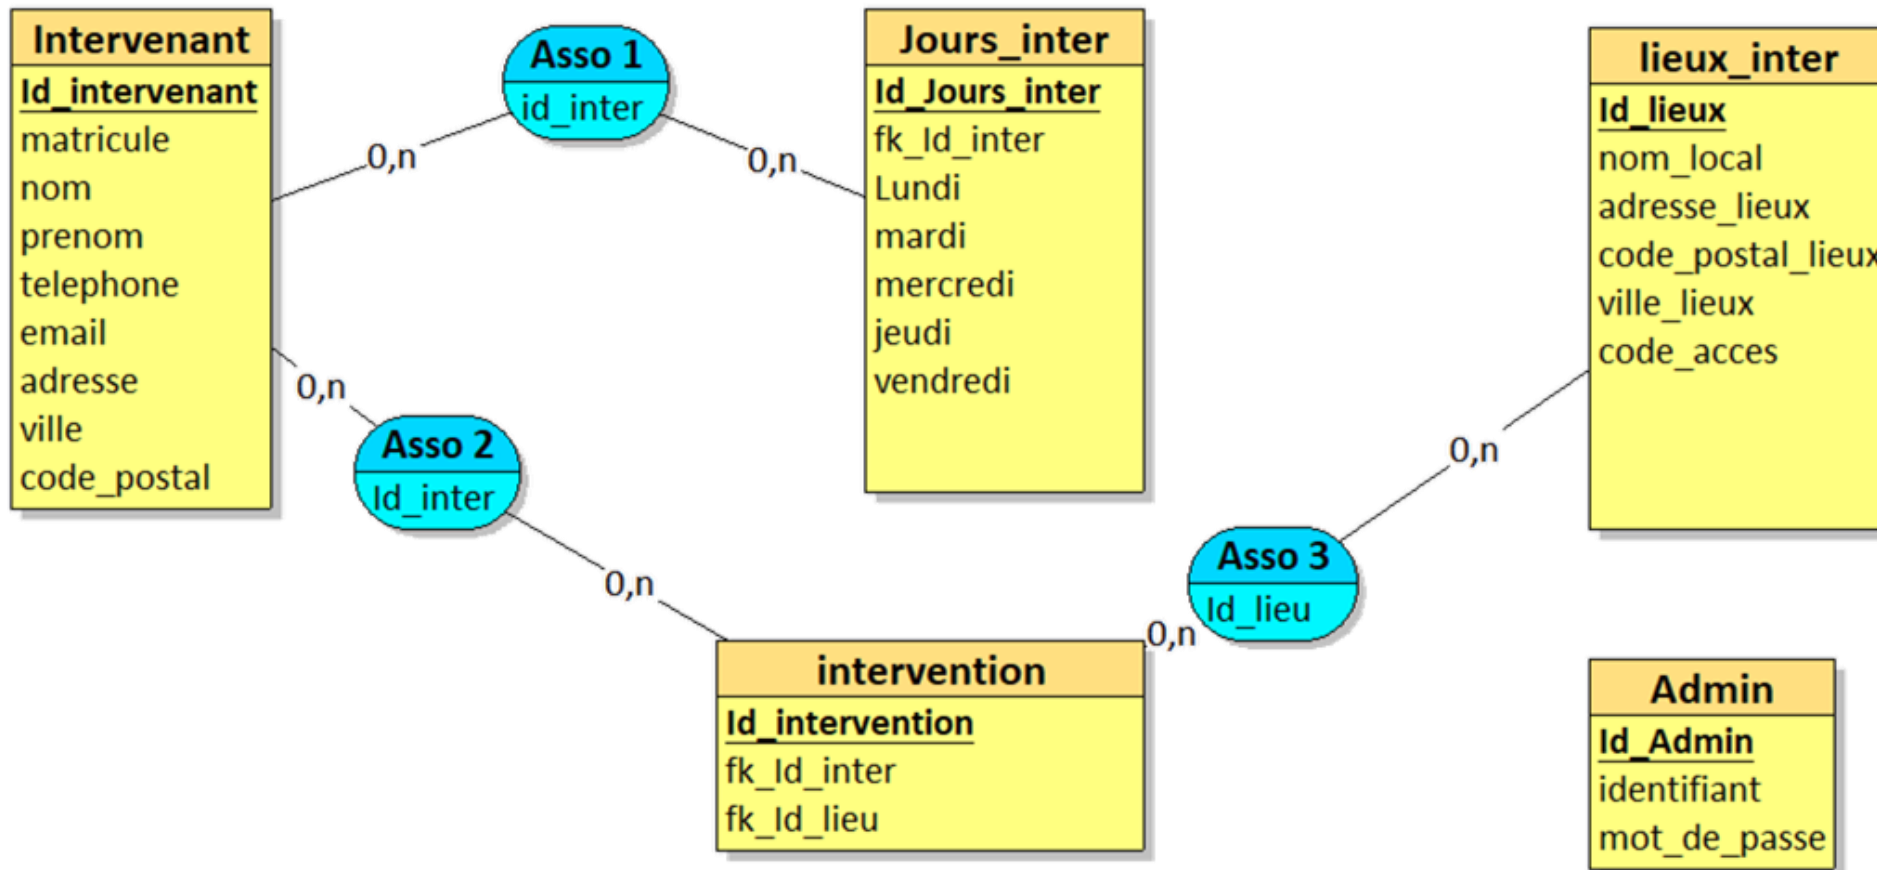 Intervenant
Id_intervenant
matricule
nom
prenom
telephone
email
adresse
ville
code_postal
Asso 1
id_inter
0,n
0,n
Jours_inter
Id_Jours_inter
fk_Id_inter
Lundi
mardi
mercredi
jeudi
vendredi
lieux_inter
Id_lieux
nom_local
adresse_lieux
code_postal_lieux
ville_lieux
code_acces
0,n
Asso 2
Id_inter
0,n
0,n
Asso 3
Id_lieu
0,n
intervention
Id_intervention
fk_Id_inter
fk_Id_lieu
Admin
Id_Admin
identifiant
mot_de_passe